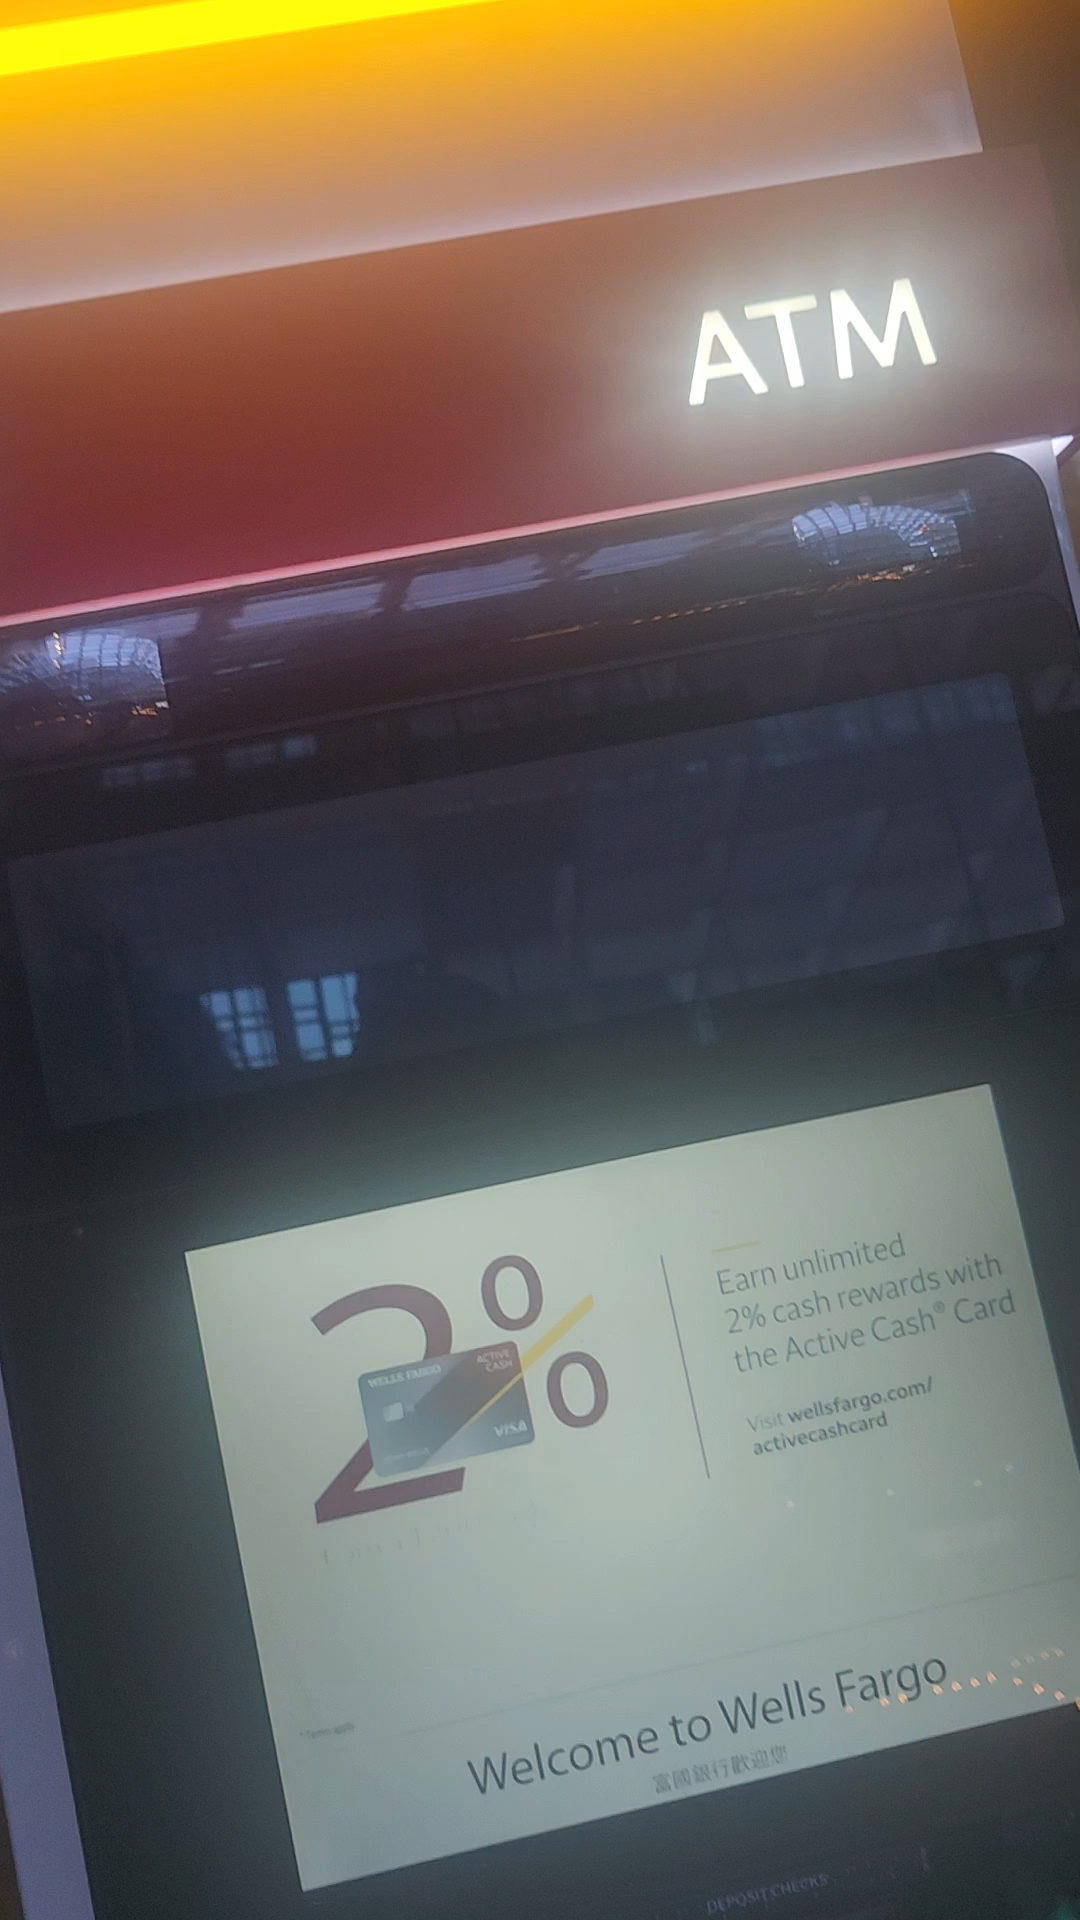 ATM
2%
WELLS FARGO
ACTIVE
CASH
VISA
Earn unlimited
2% cash rewards with
the Active Cash® Card
Visit wellsfargo.com/
activecashcard
* Terms apply
Welcome to Wells Fargo
富國銀行歡迎您
DEPOSIT CHECKS